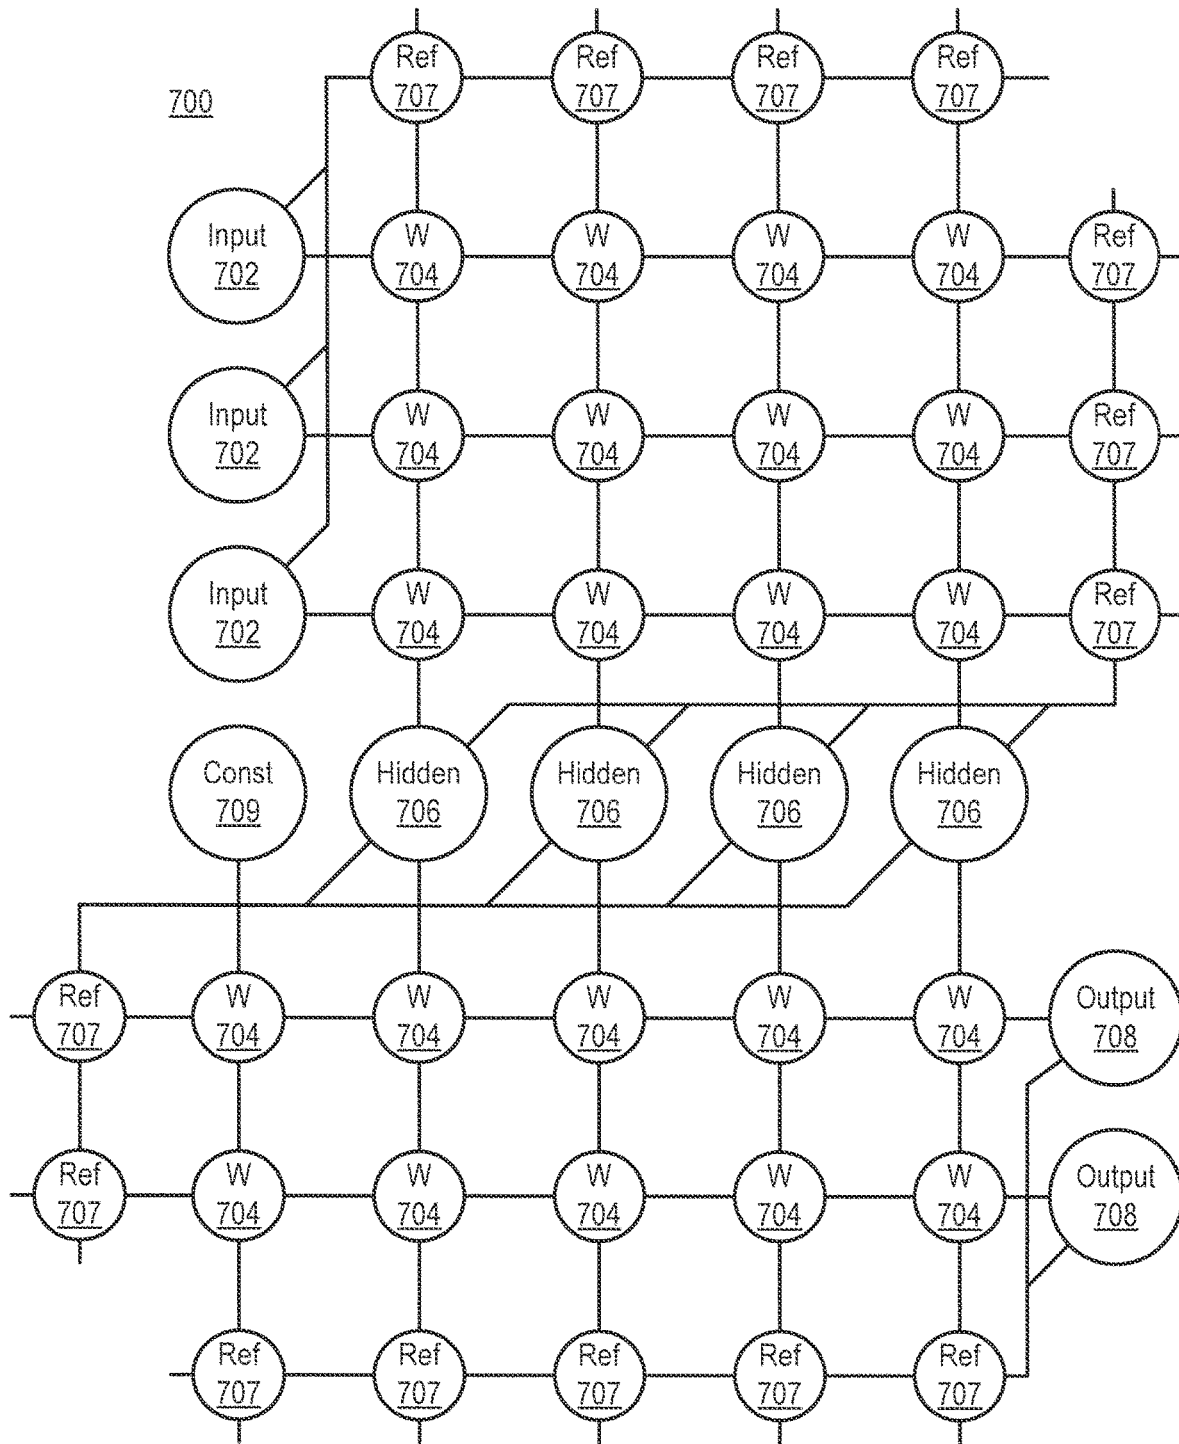 Ref Ref Ref Ref
707 707 707 707
700
Input W W W W Ref
702 704 704 704 704 707
Input W W W W Ref
702 704 704 704 704 707
Input W W W W Ref
702 704 704 704 704 707
Const Hidden Hidden Hidden Hidden
709 706 706 706 706
Ref W W W W W Output
707 704 704 704 704 704 708
Ref W W W W W Output
707 704 704 704 704 704 708
Ref Ref Ref Ref Ref
707 707 707 707 707